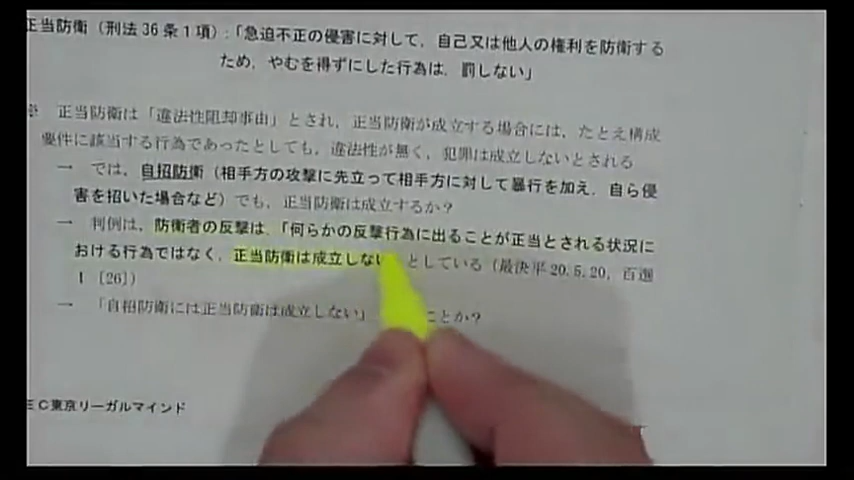 正当防衛（刑法36条1項）：「急迫不正の侵害に対して，自己又は他人の権利を防衛する
ため，やむを得ずにした行為は，罰しない」
※ 正当防衛は「違法性阻却事由」とされ，正当防衛が成立する場合には，たとえ構成
要件に該当する行為であったとしても，違法性が無く，犯罪は成立しないとされる
→ では，自招防衛（相手方の攻撃に先立って相手方に対して暴行を加え，自ら侵
害を招いた場合など）でも，正当防衛は成立するか？
→ 判例は，防衛者の反撃は，「何らかの反撃行為に出ることが正当とされる状況に
おける行為ではなく，正当防衛は成立しない としている（最決平20.5.20，百選
I［26］）
→ 「自招防衛には正当防衛は成立しない」 ことか？
EC東京リーガルマインド